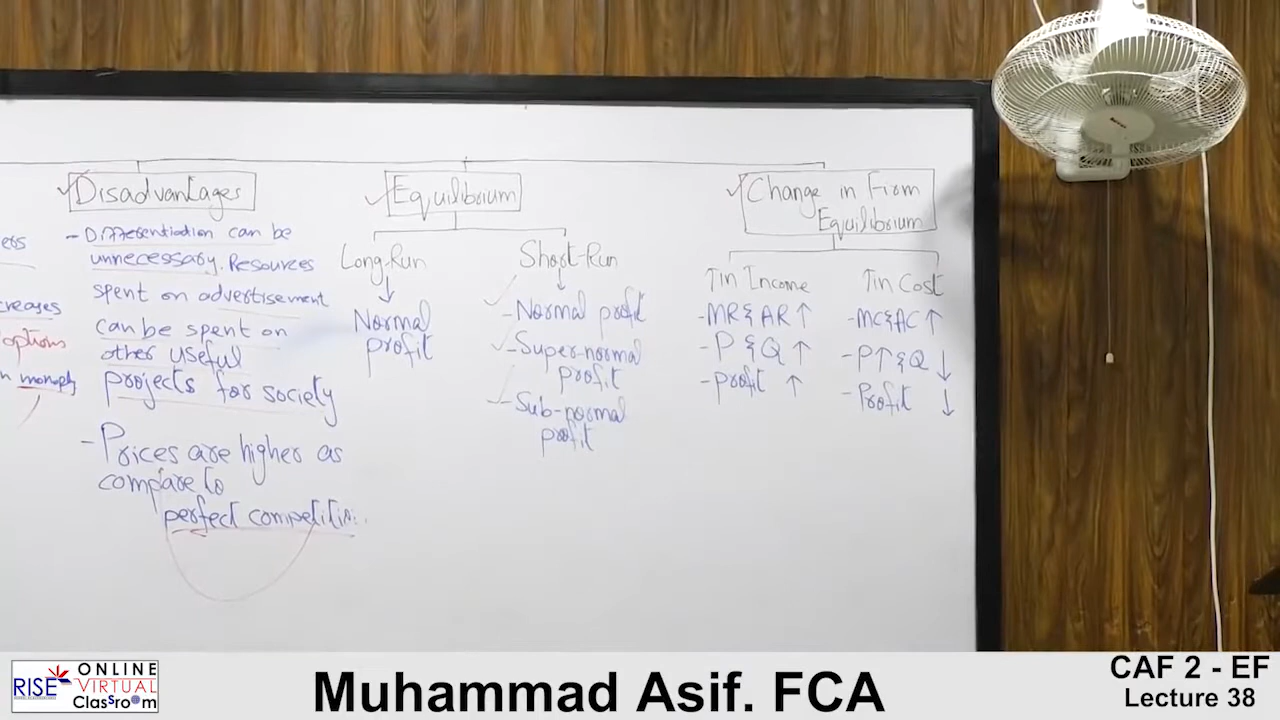 Disadvantages
ers
creases
options
n monoply
- Differentiation can be
unnecessary. Resources
spent on advertisement
can be spent on
other useful
projects for society
- Prices are higher as
compare to
perfect competition.
Equilibrium
Long-Run
Normal
profit
Short-Run
- Normal profit
- Super-normal
profit
- Sub-normal
profit
Change in Firm
Equilibrium
↑in Income
- MR & AR ↑
- P & Q ↑
- Profit ↑
↑in Cost
- MC & AC ↑
- P↑ & Q ↓
- Profit ↓
RISE
ONLINE
VIRTUAL
Classroom
Muhammad Asif. FCA
CAF 2 - EF
Lecture 38